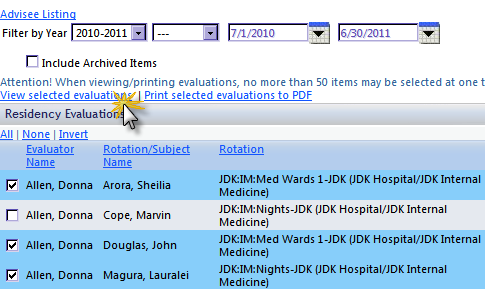 Advisee Listing
Filter by Year 2010-2011 --- 7/1/2010 6/30/2011
Include Archived Items
Attention! When viewing/printing evaluations, no more than 50 items may be selected at one t
View selected evaluations | Print selected evaluations to PDF
Residency Evaluations
All | None | Invert
Evaluator Name Rotation/Subject Name Rotation
Allen, Donna Arora, Sheilia JDK:IM:Med Wards 1-JDK (JDK Hospital/JDK Internal
Medicine)
Allen, Donna Cope, Marvin JDK:IM:Nights-JDK (JDK Hospital/JDK Internal
Medicine)
Allen, Donna Douglas, John JDK:IM:Med Wards 1-JDK (JDK Hospital/JDK Internal
Medicine)
Allen, Donna Magura, Lauralei JDK:IM:Nights-JDK (JDK Hospital/JDK Internal
Medicine)